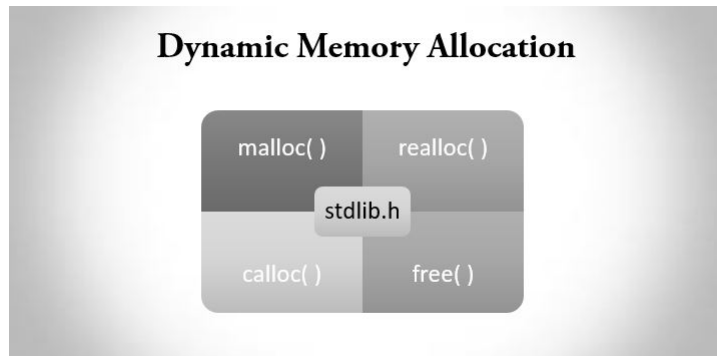 Dynamic Memory Allocation
malloc( ) realloc( )
stdlib.h
calloc( ) free( )